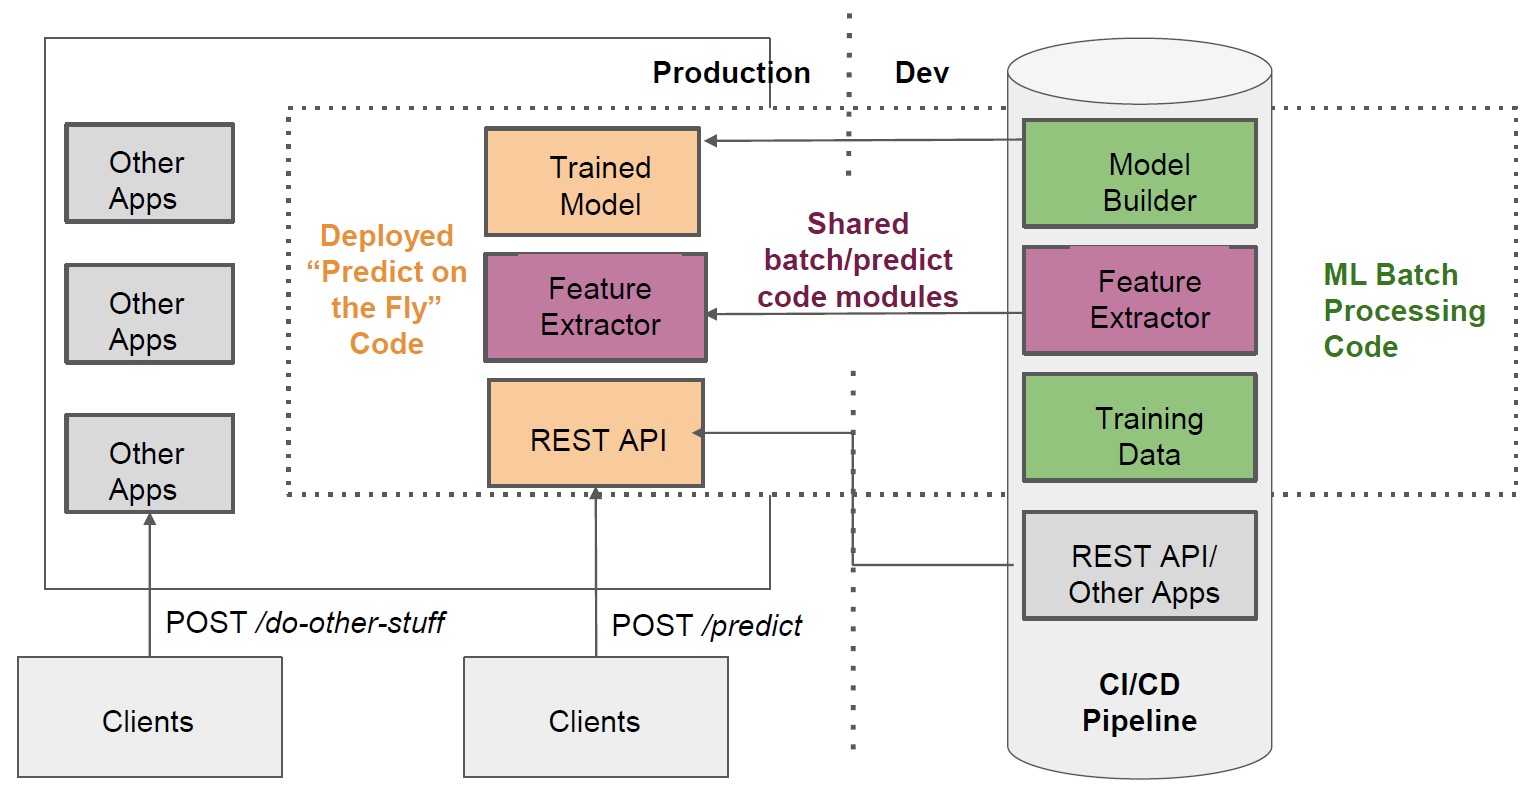 Production
Dev
Other
Apps
Other
Apps
Other
Apps
Deployed
“Predict on
the Fly”
Code
Trained
Model
Feature
Extractor
REST API
Shared
batch/predict
code modules
Model
Builder
Feature
Extractor
Training
Data
REST API/
Other Apps
CI/CD
Pipeline
ML Batch
Processing
Code
POST /do-other-stuff
POST /predict
Clients
Clients